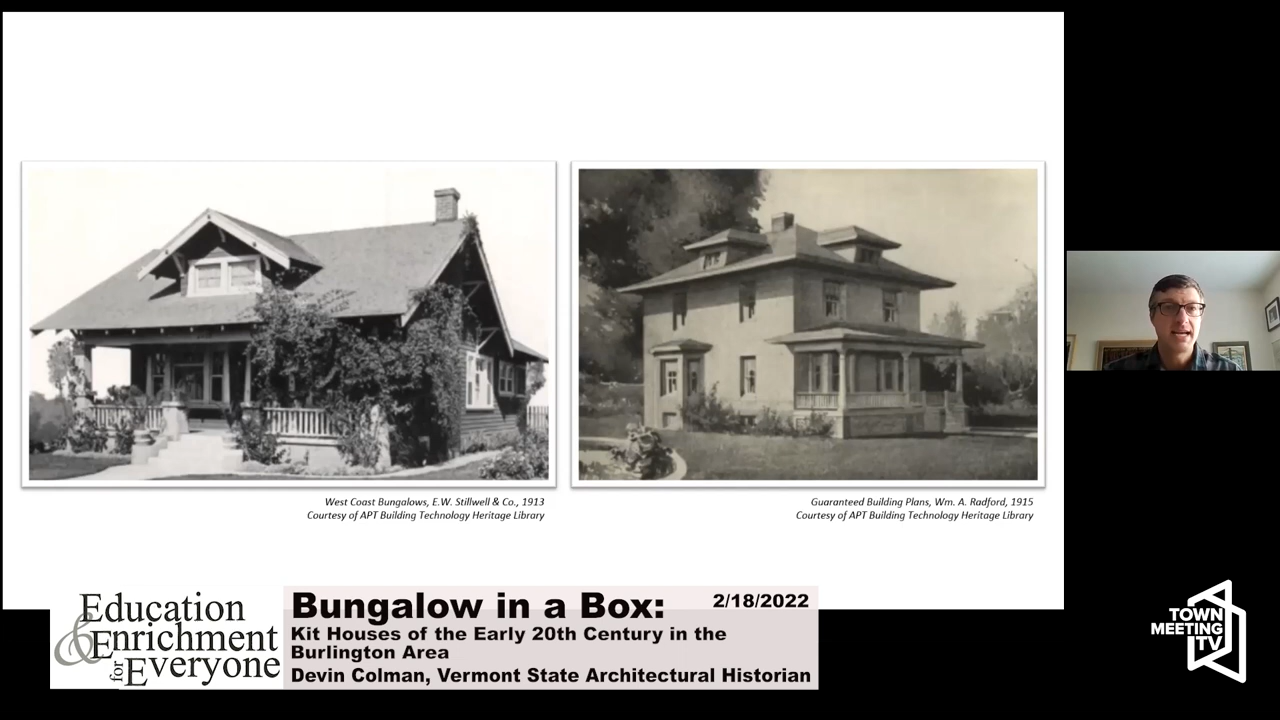 West Coast Bungalows, E.W. Stillwell & Co., 1913
Courtesy of APT Building Technology Heritage Library
Guaranteed Building Plans, Wm. A. Radford, 1915
Courtesy of APT Building Technology Heritage Library
Education
& Enrichment
for Everyone
Bungalow in a Box: 2/18/2022
Kit Houses of the Early 20th Century in the
Burlington Area
Devin Colman, Vermont State Architectural Historian
TOWN
MEETING
TV